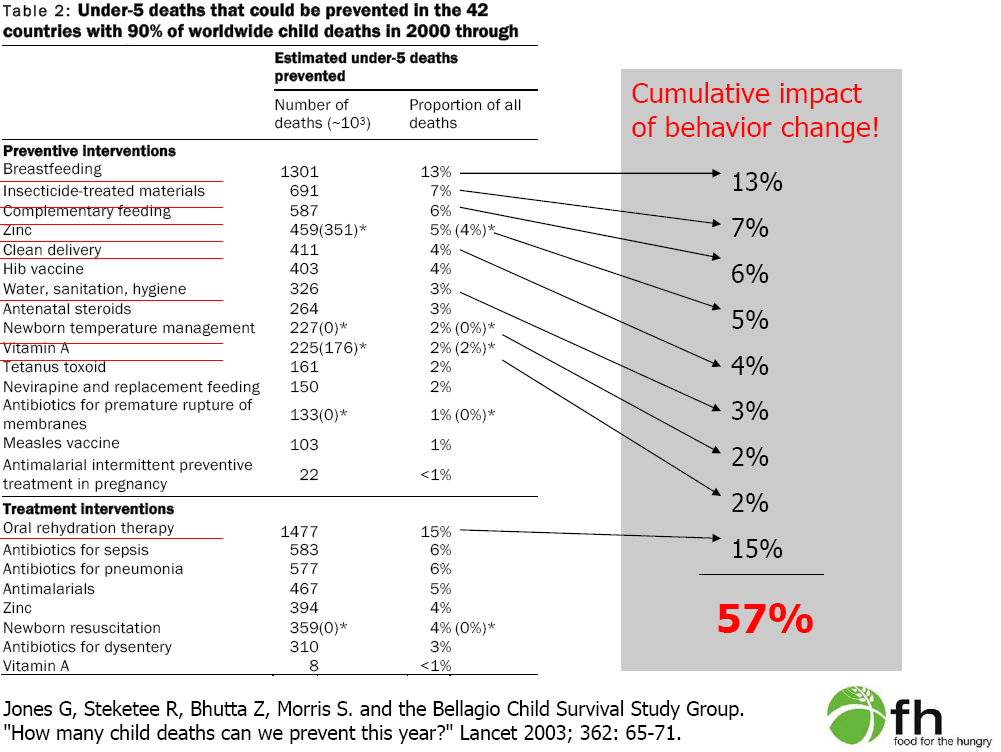 Table 2: Under-5 deaths that could be prevented in the 42
countries with 90% of worldwide child deaths in 2000 through
Estimated under-5 deaths
prevented
Number of
deaths (~10³)
Proportion of all
deaths
Preventive interventions
Breastfeeding 1301 13%
Insecticide-treated materials 691 7%
Complementary feeding 587 6%
Zinc 459(351)* 5% (4%)*
Clean delivery 411 4%
Hib vaccine 403 4%
Water, sanitation, hygiene 326 3%
Antenatal steroids 264 3%
Newborn temperature management 227(0)* 2% (0%)*
Vitamin A 225(176)* 2% (2%)*
Tetanus toxoid 161 2%
Nevirapine and replacement feeding 150 2%
Antibiotics for premature rupture of
membranes 133(0)* 1% (0%)*
Measles vaccine 103 1%
Antimalarial intermittent preventive
treatment in pregnancy 22 <1%
Treatment interventions
Oral rehydration therapy 1477 15%
Antibiotics for sepsis 583 6%
Antibiotics for pneumonia 577 6%
Antimalarials 467 5%
Zinc 394 4%
Newborn resuscitation 359(0)* 4% (0%)*
Antibiotics for dysentery 310 3%
Vitamin A 8 <1%
Cumulative impact
of behavior change!
13%
7%
6%
5%
4%
3%
2%
2%
15%
57%
Jones G, Steketee R, Bhutta Z, Morris S. and the Bellagio Child Survival Study Group.
"How many child deaths can we prevent this year?" Lancet 2003; 362: 65-71.
fh
food for the hungry